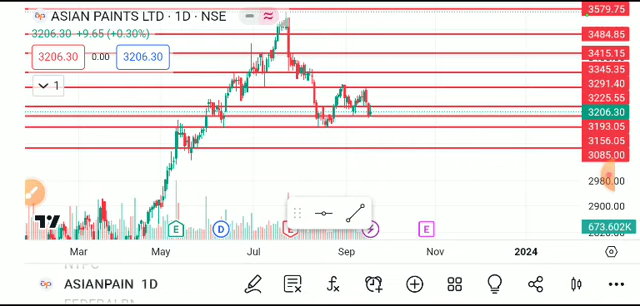 ASIAN PAINTS LTD · 1D · NSE
3206.30 +9.65 (+0.30%)
3206.30 0.00 3206.30
1
3579.75
3484.85
3415.15
3345.35
3291.40
3225.55
3206.30
3193.05
3156.05
3085.00
2980.00
2900.00
673.602K
E D E E
Mar May Jul Sep Nov 2024
ASIANPAIN 1D